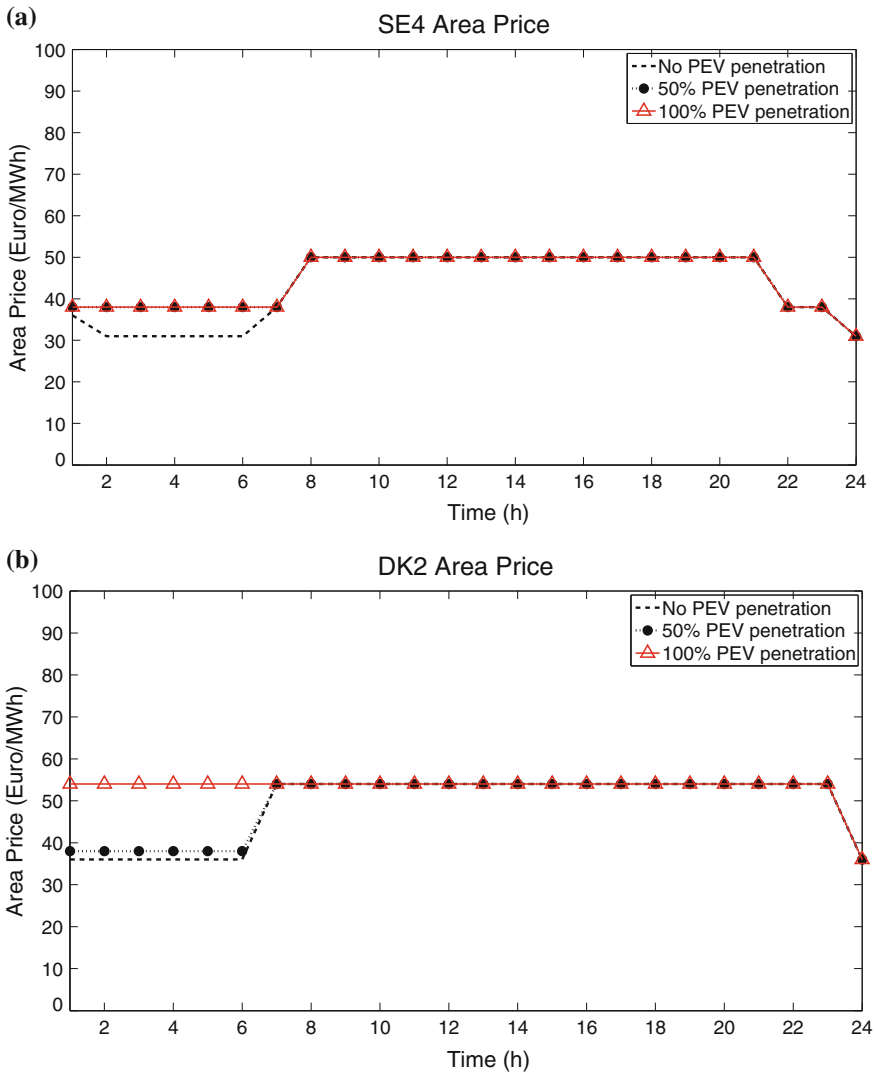 (a)
SE4 Area Price
100
90
80
70
60
50
40
30
20
10
0
Area Price (Euro/MWh)
No PEV penetration
50% PEV penetration
100% PEV penetration
2 4 6 8 10 12 14 16 18 20 22 24
Time (h)
(b)
DK2 Area Price
100
90
80
70
60
50
40
30
20
10
0
Area Price (Euro/MWh)
No PEV penetration
50% PEV penetration
100% PEV penetration
2 4 6 8 10 12 14 16 18 20 22 24
Time (h)